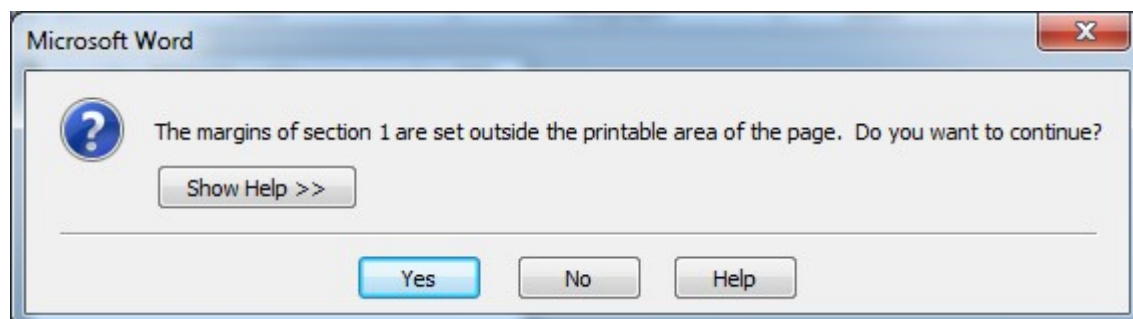 Microsoft Word
The margins of section 1 are set outside the printable area of the page.  Do you want to continue?
Show Help >>
Yes
No
Help